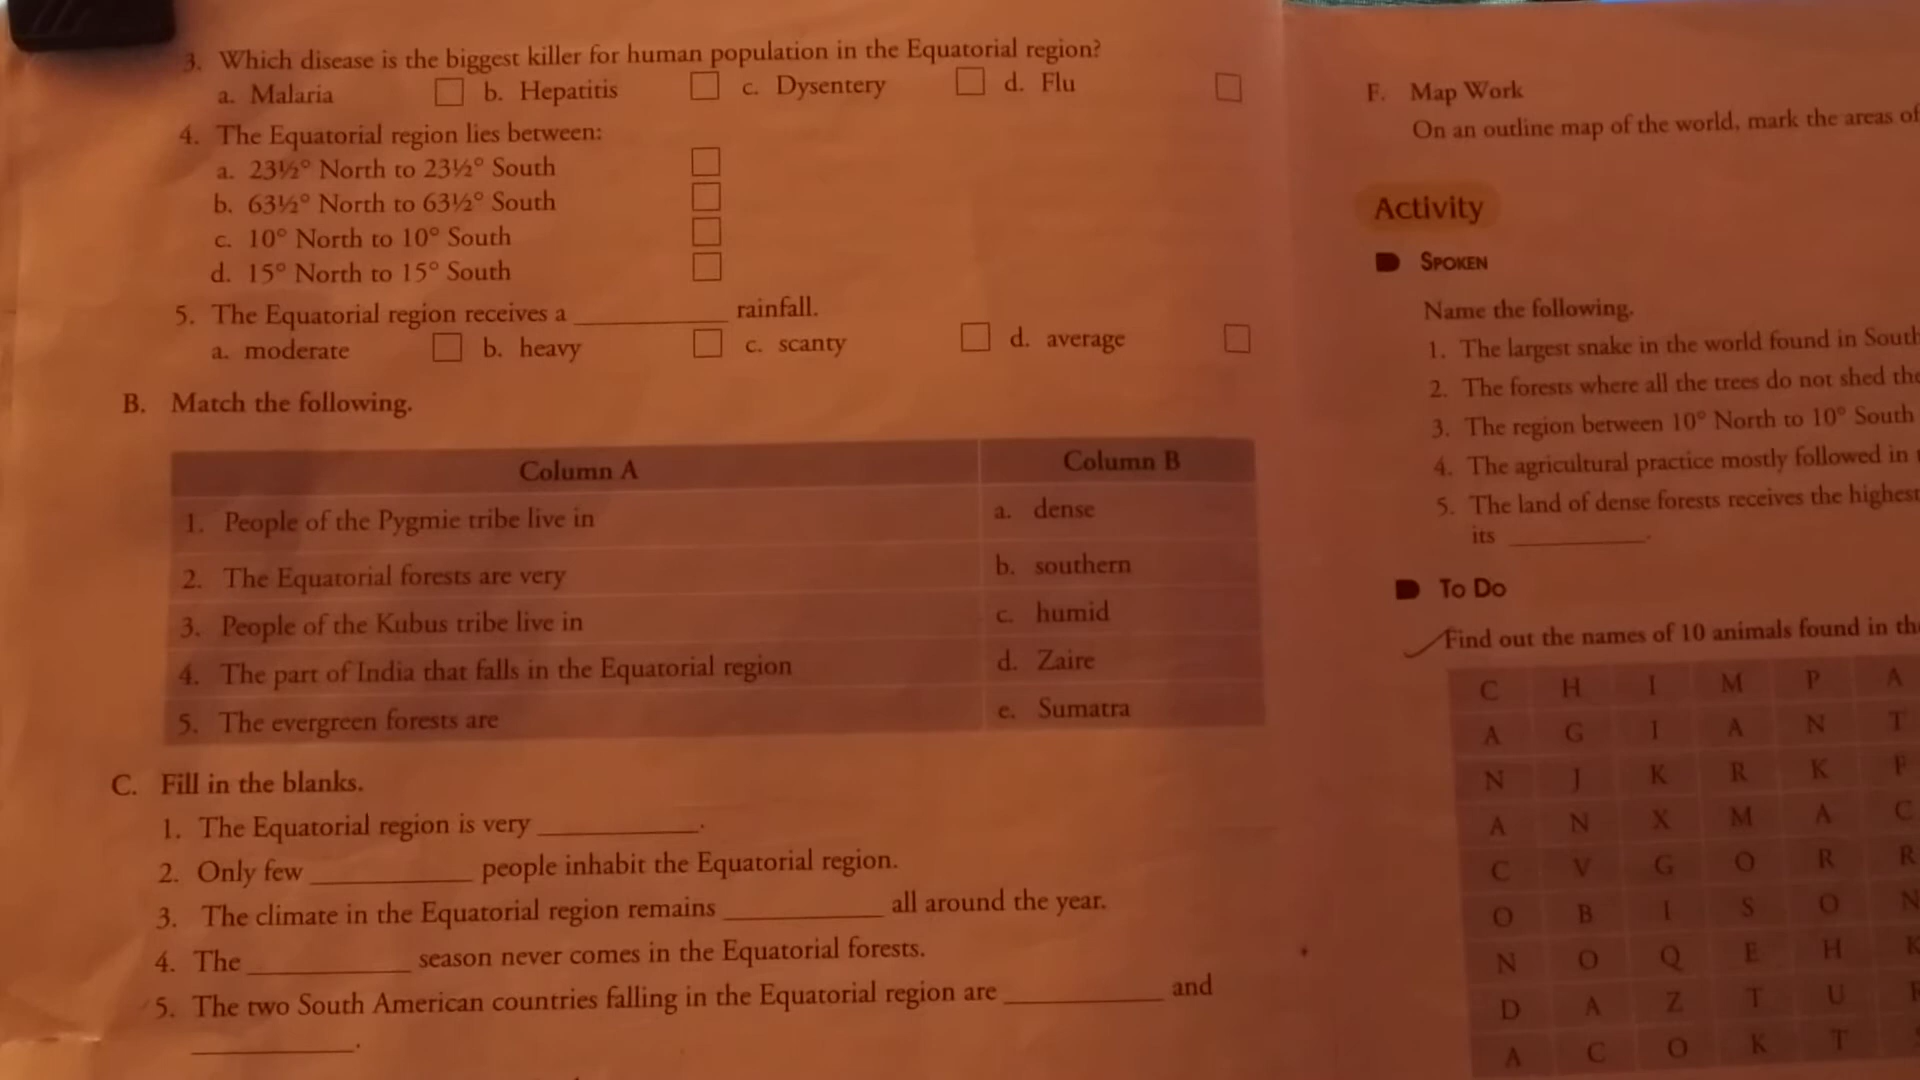 3. Which disease is the biggest killer for human population in the Equatorial region?
a. Malaria b. Hepatitis c. Dysentery d. Flu
4. The Equatorial region lies between:
a. 23½° North to 23½° South
b. 63½° North to 63½° South
c. 10° North to 10° South
d. 15° North to 15° South
5. The Equatorial region receives a __________ rainfall.
a. moderate b. heavy c. scanty d. average
B. Match the following.
Column A Column B
1. People of the Pygmie tribe live in a. dense
2. The Equatorial forests are very b. southern
3. People of the Kubus tribe live in c. humid
4. The part of India that falls in the Equatorial region d. Zaire
5. The evergreen forests are e. Sumatra
C. Fill in the blanks.
1. The Equatorial region is very __________.
2. Only few __________ people inhabit the Equatorial region.
3. The climate in the Equatorial region remains __________ all around the year.
4. The __________ season never comes in the Equatorial forests.
5. The two South American countries falling in the Equatorial region are __________ and
__________.
F. Map Work
On an outline map of the world, mark the areas of
Activity
SPOKEN
Name the following.
1. The largest snake in the world found in South
2. The forests where all the trees do not shed the
3. The region between 10° North to 10° South
4. The agricultural practice mostly followed in
5. The land of dense forests receives the highest
its __________.
To Do
Find out the names of 10 animals found in the
C H I M P A
A G I A N T
N J K R K
A N X M A C
C V G O R R
O B I S O N
N O Q E H K
D A Z T U
A C O K T